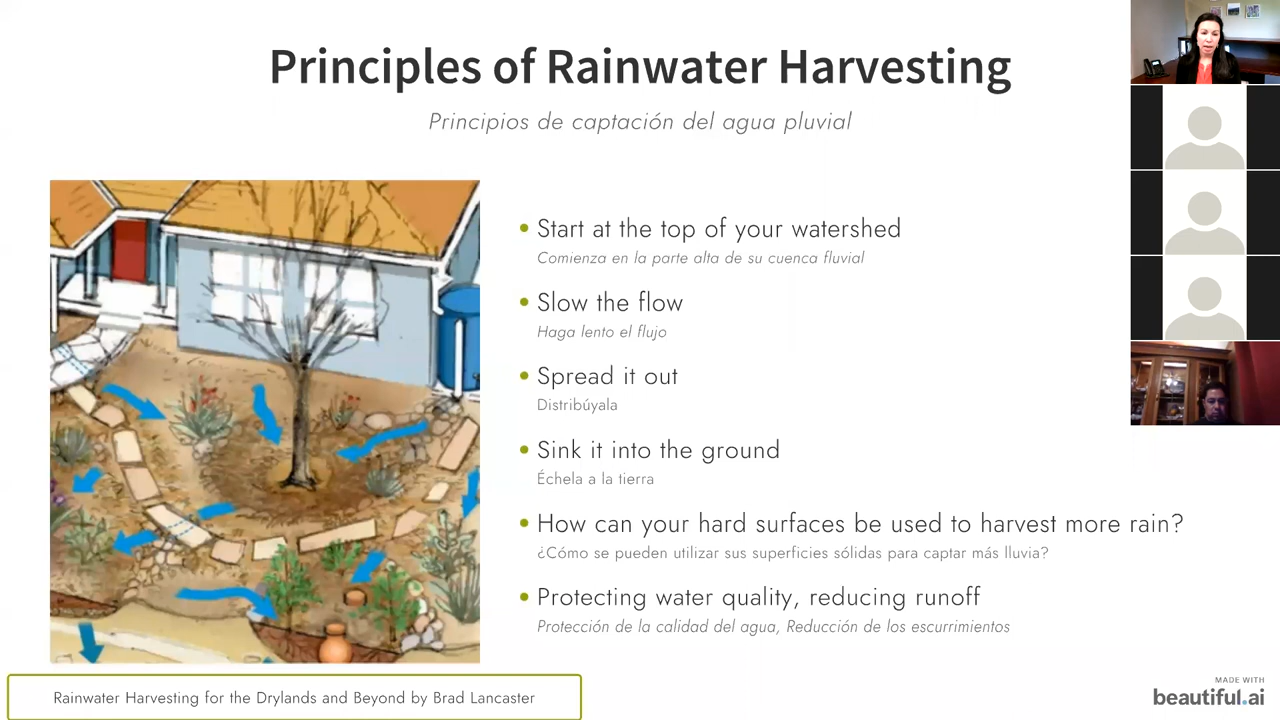 Principles of Rainwater Harvesting
Principios de captación del agua pluvial
Start at the top of your watershed
Comienza en la parte alta de su cuenca fluvial
Slow the flow
Haga lento el flujo
Spread it out
Distribúyala
Sink it into the ground
Échela a la tierra
How can your hard surfaces be used to harvest more rain?
¿Cómo se pueden utilizar sus superficies sólidas para captar más lluvia?
Protecting water quality, reducing runoff
Protección de la calidad del agua, Reducción de los escurrimientos
Rainwater Harvesting for the Drylands and Beyond by Brad Lancaster
MADE WITH
beautiful.ai